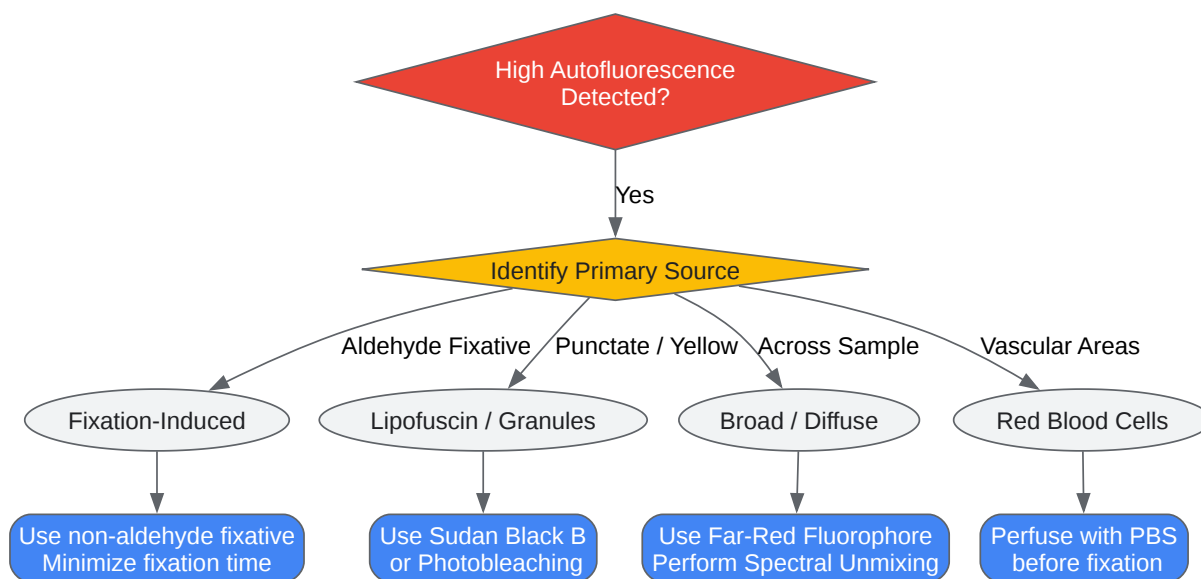 High Autofluorescence
Detected?
Yes
Identify Primary Source
Aldehyde Fixative
Punctate / Yellow
Across Sample
Vascular Areas
Fixation-Induced
Lipofuscin / Granules
Broad / Diffuse
Red Blood Cells
Use non-aldehyde fixative
Minimize fixation time
Use Sudan Black B
or Photobleaching
Use Far-Red Fluorophore
Perform Spectral Unmixing
Perfuse with PBS
before fixation